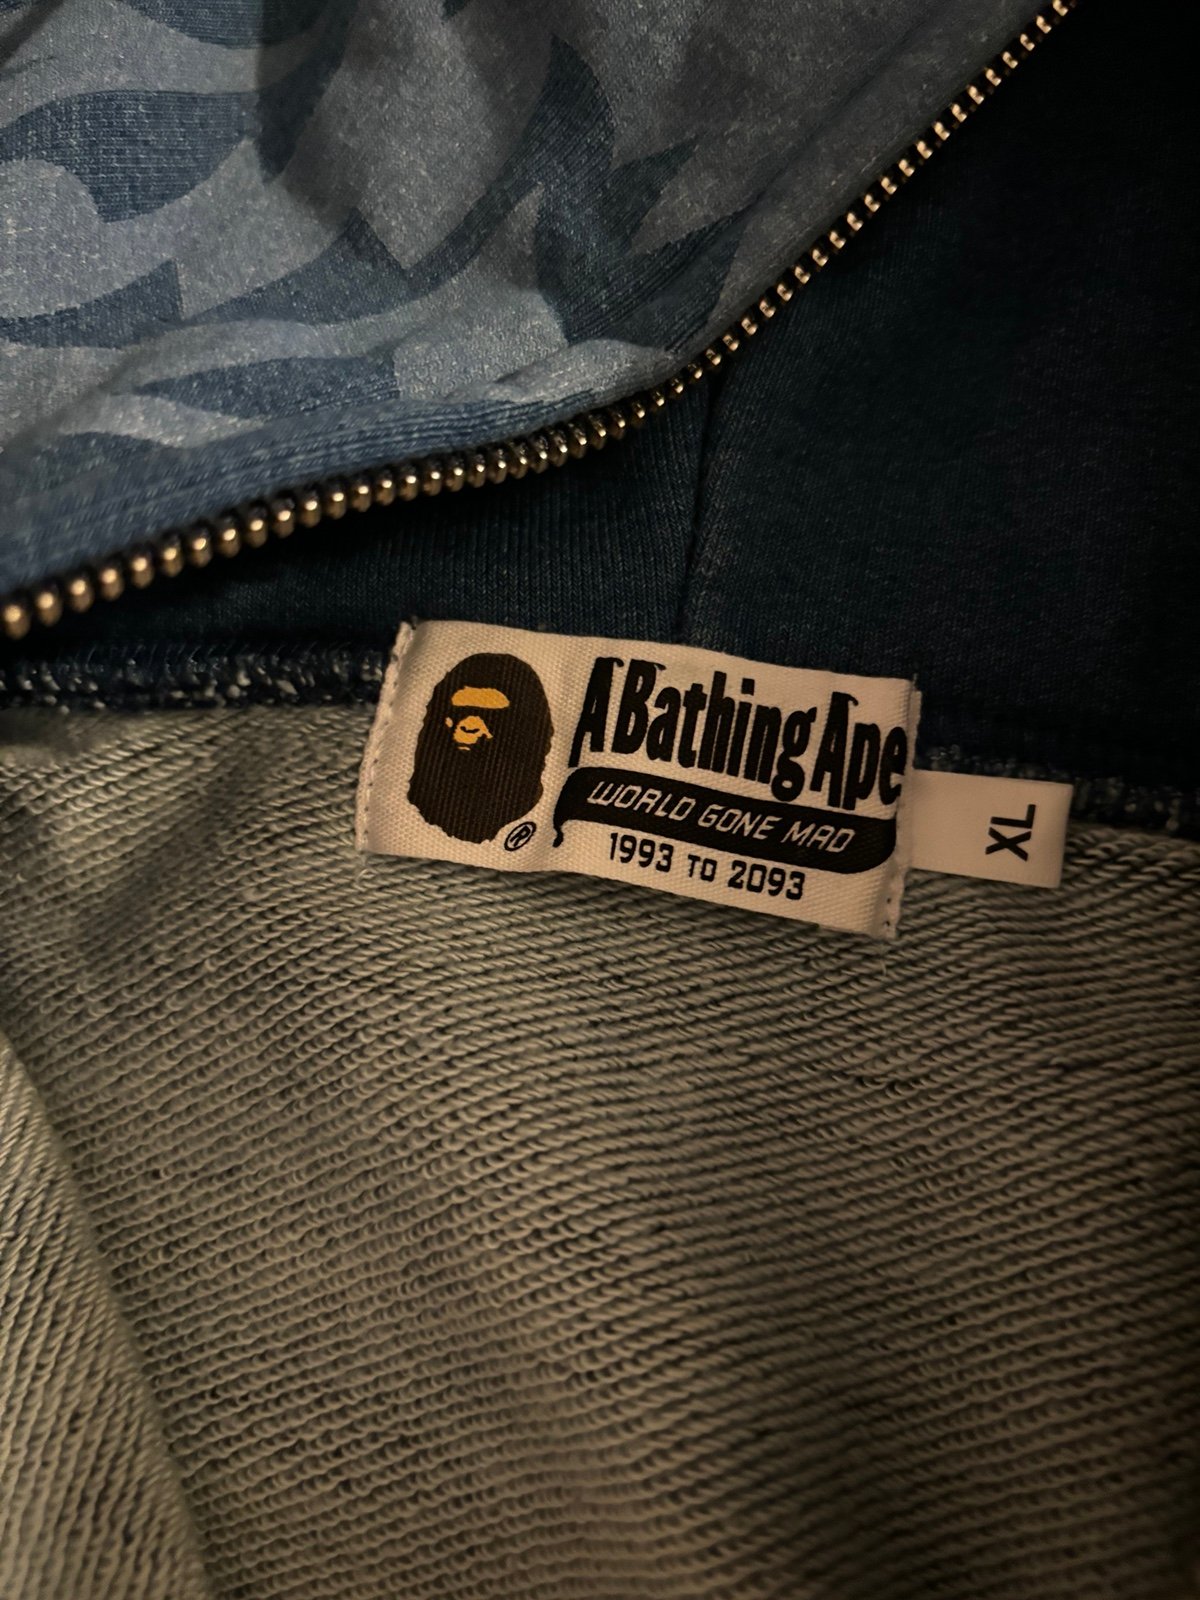 A Bathing Ape
WORLD GONE MAD
1993 TO 2093
®
XL